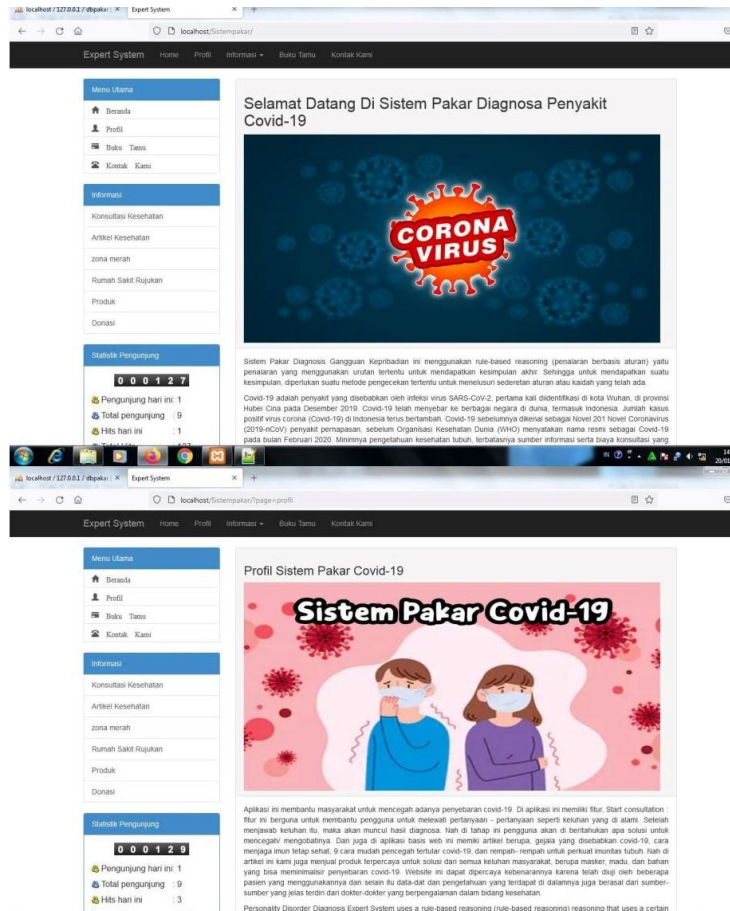 localhost / 127.0.0.1 / dbpakar | X Expert System × +
localhost/Sistempakar/
Expert System Home Profil Informasi Buku Tamu Kontak Kami
Menu Utama
Beranda
Profil
Buku Tamu
Kontak Kami
Informasi
Konsultasi Kesehatan
Artikel Kesehatan
zona merah
Rumah Sakit Rujukan
Produk
Donasi
Statistik Pengunjung
000127
Pengunjung hari ini: 1
Total pengunjung : 9
Hits hari ini : 1
Total Hits : 127
Selamat Datang Di Sistem Pakar Diagnosa Penyakit
Covid-19
CORONA
VIRUS
Sistem Pakar Diagnosis Gangguan Kepribadian ini menggunakan rule-based reasoning (penalaran berbasis aturan) yaitu
penalaran yang menggunakan urutan tertentu untuk mendapatkan kesimpulan akhir. Sehingga untuk mendapatkan suatu
kesimpulan, diperlukan suatu metode pengecekan tertentu untuk menelusuri sederetan aturan atau kaidah yang telah ada.
Covid-19 adalah penyakit yang disebabkan oleh infeksi virus SARS-CoV-2, pertama kali diidentifikasi di kota Wuhan, di provinsi
Hubei Cina pada Desember 2019. Covid-19 telah menyebar ke berbagai negara di dunia, termasuk Indonesia. Jumlah kasus
positif virus corona (Covid-19) di Indonesia terus bertambah. Covid-19 sebelumnya dikenal sebagai Novel 201 Novel Coronavirus
(2019-nCoV) penyakit pernapasan, sebelum Organisasi Kesehatan Dunia (WHO) menyatakan nama resmi sebagai Covid-19
pada bulan Februari 2020. Minimnya pengetahuan kesehatan tubuh, terbatasnya sumber informasi serta biaya konsultasi yang
IN 14
20/01
localhost / 127.0.0.1 / dbpakar | X Expert System × +
localhost/Sistempakar/?page=profil
Expert System Home Profil Informasi Buku Tamu Kontak Kami
Menu Utama
Beranda
Profil
Buku Tamu
Kontak Kami
Informasi
Konsultasi Kesehatan
Artikel Kesehatan
zona merah
Rumah Sakit Rujukan
Produk
Donasi
Statistik Pengunjung
000129
Pengunjung hari ini: 1
Total pengunjung : 9
Hits hari ini : 3
Profil Sistem Pakar Covid-19
Sistem Pakar Covid-19
Aplikasi ini membantu masyarakat untuk mencegah adanya penyebaran covid-19. Di aplikasi ini memiliki fitur, Start consultation :
fitur ini berguna untuk membantu pengguna untuk melewati pertanyaan - pertanyaan seperti keluhan yang di alami. Setelah
menjawab keluhan itu, maka akan muncul hasil diagnosa. Nah di tahap ini pengguna akan di beritahukan apa solusi untuk
mencegah/ mengobatinya. Dan juga di aplikasi basis web ini memiki artikel berupa, gejala yang disebabkan covid-19, cara
menjaga imun tetap sehat, 9 cara mudah pencegah tertular covid-19, dan rempah- rempah untuk perkuat imunitas tubuh. Nah di
artikel ini kami juga menjual produk terpercaya untuk solusi dari semua keluhan masyarakat, berupa masker, madu, dan bahan
yang bisa meminimalisir penyebaran covid-19. Website ini dapat dipercaya kebenarannya karena telah diuji oleh beberapa
pasien yang menggunakannya dan selain itu data-dat dan pengetahuan yang terdapat di dalamnya juga berasal dari sumber-
sumber yang jelas terdiri dari dokter-dokter yang berpengalaman dalam bidang kesehatan.
Personality Disorder Diagnosis Expert System uses a rule-based reasoning (rule-based reasoning) reasoning that uses a certain